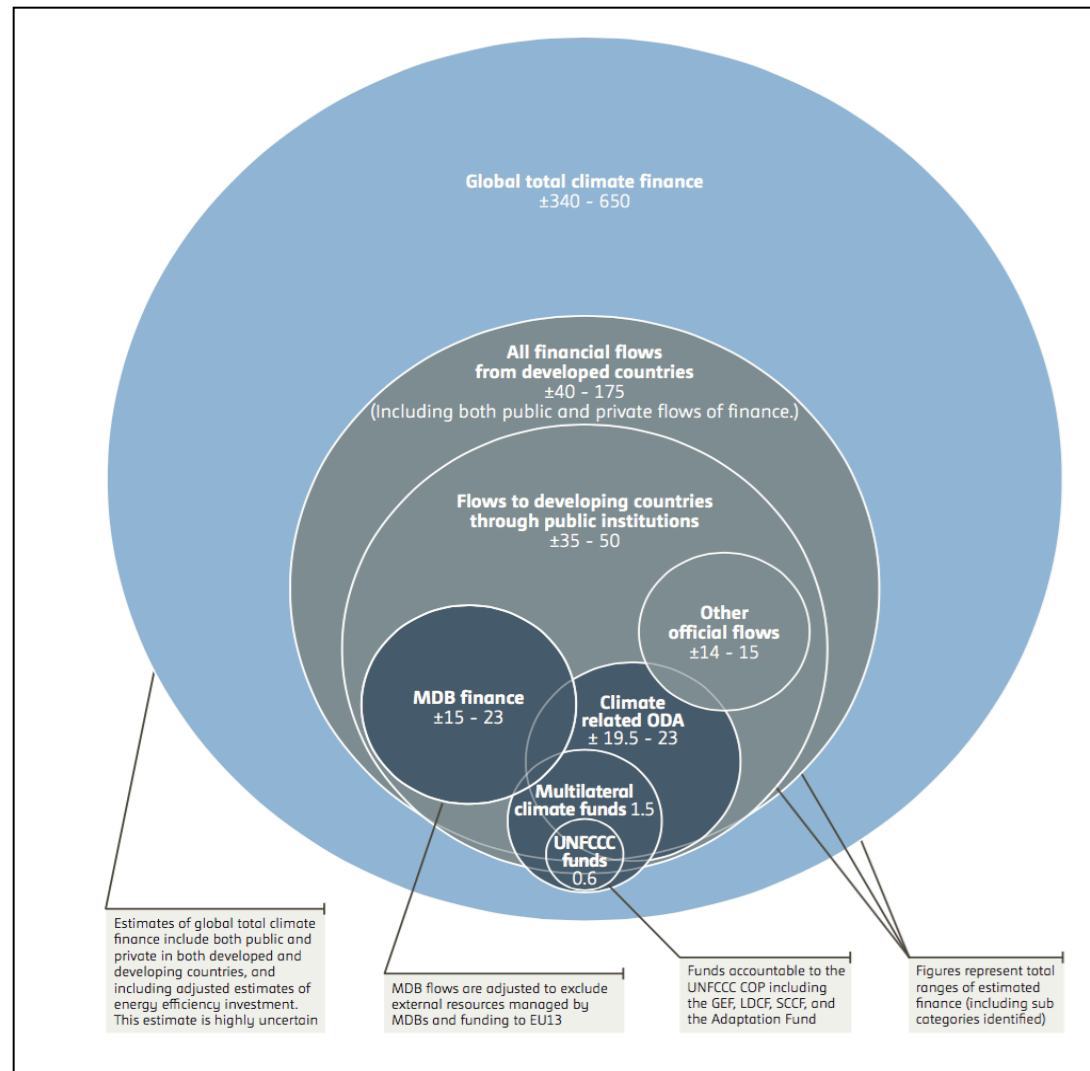 Global total climate finance
±340 - 650
All financial flows
from developed countries
±40 - 175
(Including both public and private flows of finance.)
Flows to developing countries
through public institutions
±35 - 50
Other
official flows
±14 - 15
MDB finance
±15 - 23
Climate
related ODA
± 19.5 - 23
Multilateral
climate funds 1.5
UNFCCC
funds
0.6
Estimates of global total climate
finance include both public and
private in both developed and
developing countries, and
including adjusted estimates of
energy efficiency investment.
This estimate is highly uncertain
MDB flows are adjusted to exclude
external resources managed by
MDBs and funding to EU13
Funds accountable to the
UNFCCC COP including
the GEF, LDCF, SCCF, and
the Adaptation Fund
Figures represent total
ranges of estimated
finance (including sub
categories identified)